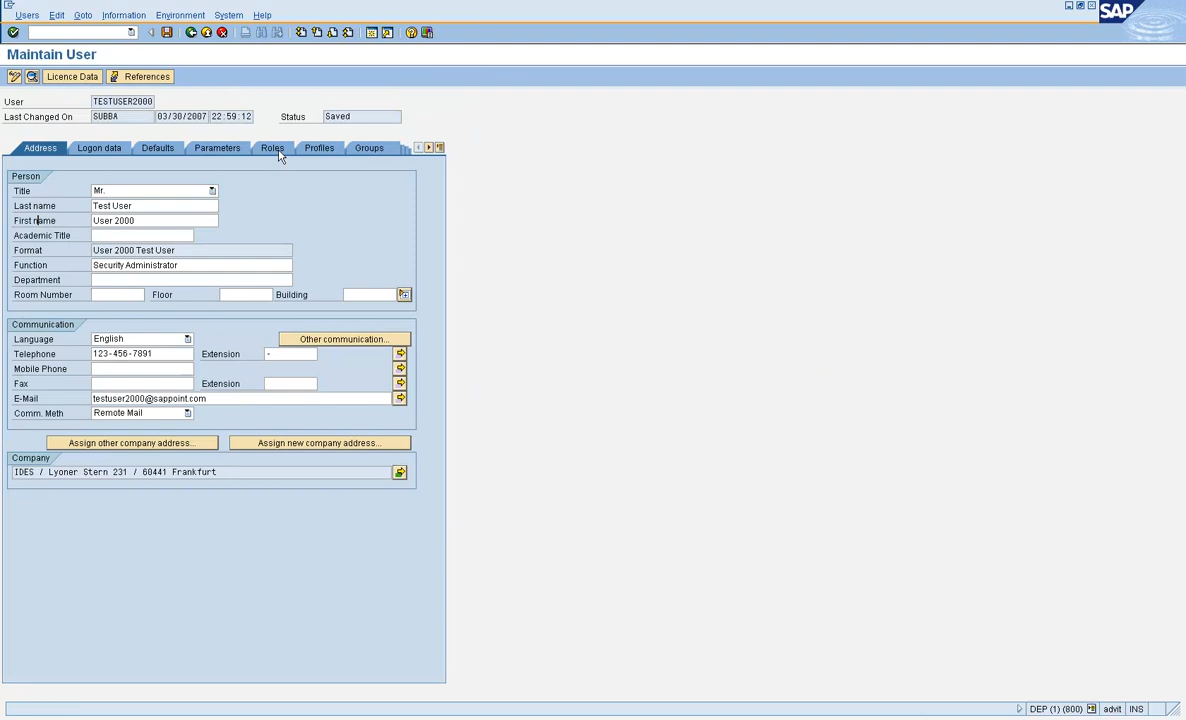 Users Edit Goto Information Environment System Help
SAP
Maintain User
Licence Data References
User TESTUSER2000
Last Changed On SUBBA 03/30/2007 22:59:12 Status Saved
Address Logon data Defaults Parameters Roles Profiles Groups
Person
Title Mr.
Last name Test User
First name User 2000
Academic Title
Format User 2000 Test User
Function Security Administrator
Department
Room Number Floor Building
Communication
Language English Other communication...
Telephone 123-456-7891 Extension -
Mobile Phone
Fax Extension
E-Mail testuser2000@sappoint.com
Comm. Meth Remote Mail
Assign other company address... Assign new company address...
Company
IDES / Lyoner Stern 231 / 60441 Frankfurt
DEP (1) (800) advit INS